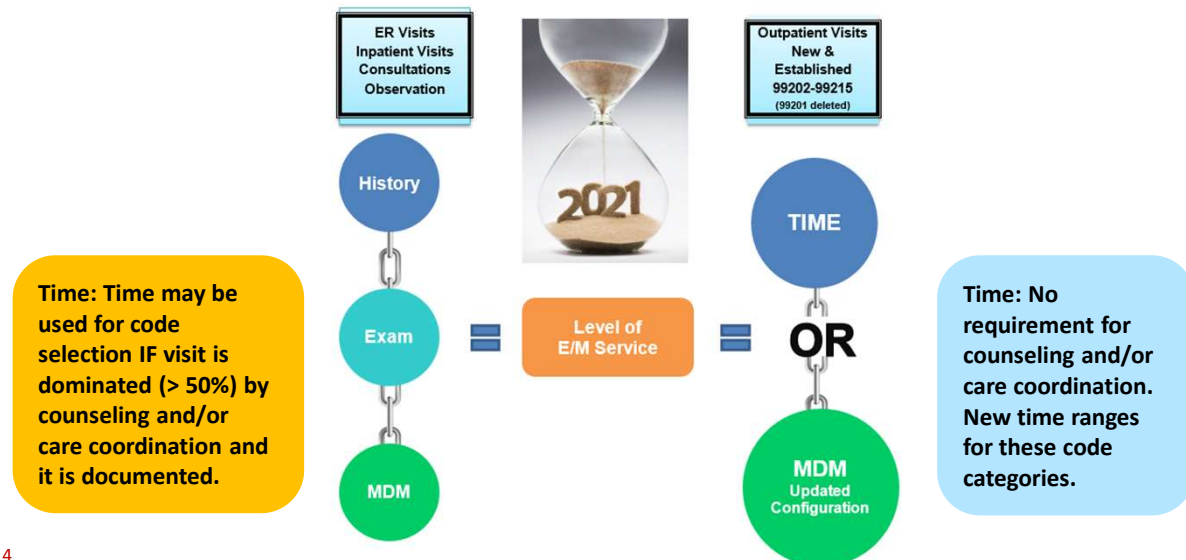 ER Visits
Inpatient Visits
Consultations
Observation
History
Exam
MDM
Time: Time may be
used for code
selection IF visit is
dominated (> 50%) by
counseling and/or
care coordination and
it is documented.
2021
Level of
E/M Service
Outpatient Visits
New &
Established
99202-99215
(99201 deleted)
TIME
OR
MDM
Updated
Configuration
Time: No
requirement for
counseling and/or
care coordination.
New time ranges
for these code
categories.
4